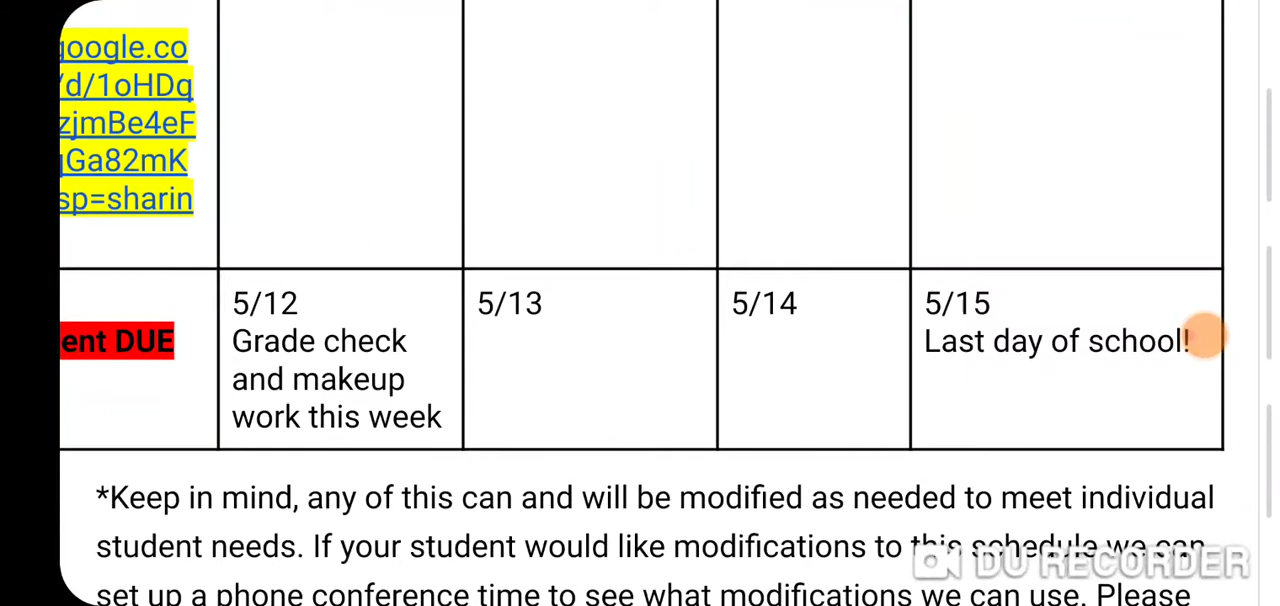 google.co
/d/1oHDq
zjmBe4eF
Ga82mK
sp=sharin
ent DUE
5/12
Grade check
and makeup
work this week
5/13
5/14
5/15
Last day of school!
*Keep in mind, any of this can and will be modified as needed to meet individual
student needs. If your student would like modifications to this schedule we can
set up a phone conference time to see what modifications we can use. Please
DU RECORDER